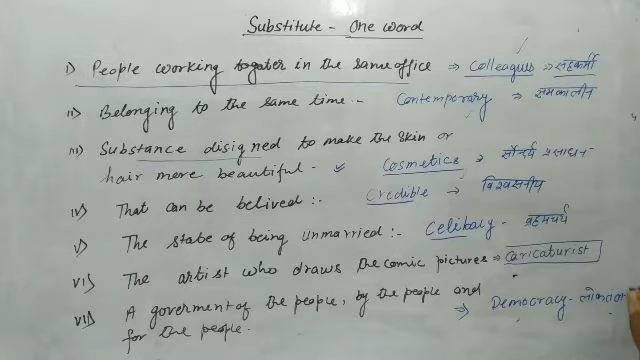 Substitute - One word
i) People working togater in the same office ⇒ Colleagus ⇒ सहकर्मी
ii) Belonging to the same time :- Contemporary ⇒ समकालीन
iii) Substance disigned to make the skin or
hair more beautiful - ✓ Cosmetics ⇒ सौन्दर्य प्रसाधन -
iv) That can be belived :- Credible ⇒ विश्वसनीय
v) The state of being unmarried :- Celibacy - ब्रह्मचर्य
vi) The artist who draws the comic pictures ⇒ Caricaturist
vii) A goverment of the people, by the people and
for the people. ⇒ Democracy - लोकतंत्र